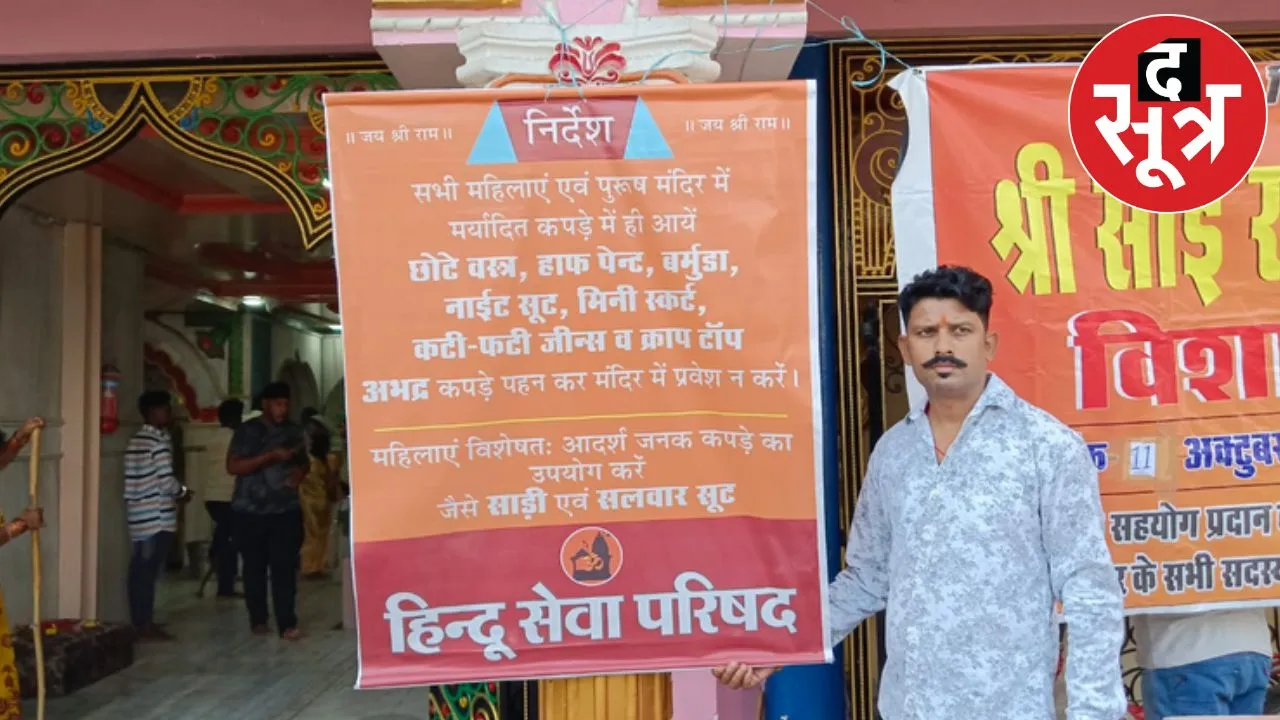 ॥ जय श्री राम॥
निर्देश
॥ जय श्री राम॥
सभी महिलाएं एवं पुरूष मंदिर में
मर्यादित कपड़े में ही आयें
छोटे वस्त्र, हाफ पेन्ट, बर्मुडा,
नाईट सूट, मिनी स्कर्ट,
कटी-फटी जीन्स व क्राप टॉप
अभद्र कपड़े पहन कर मंदिर में प्रवेश न करें।
महिलाएं विशेषतः आदर्श जनक कपड़े का
उपयोग करें
जैसे साड़ी एवं सलवार सूट
हिन्दू सेवा परिषद
द
सूत्र
श्री साई
11 अक्टुबर
सहयोग प्रदान
के सभी सदस्